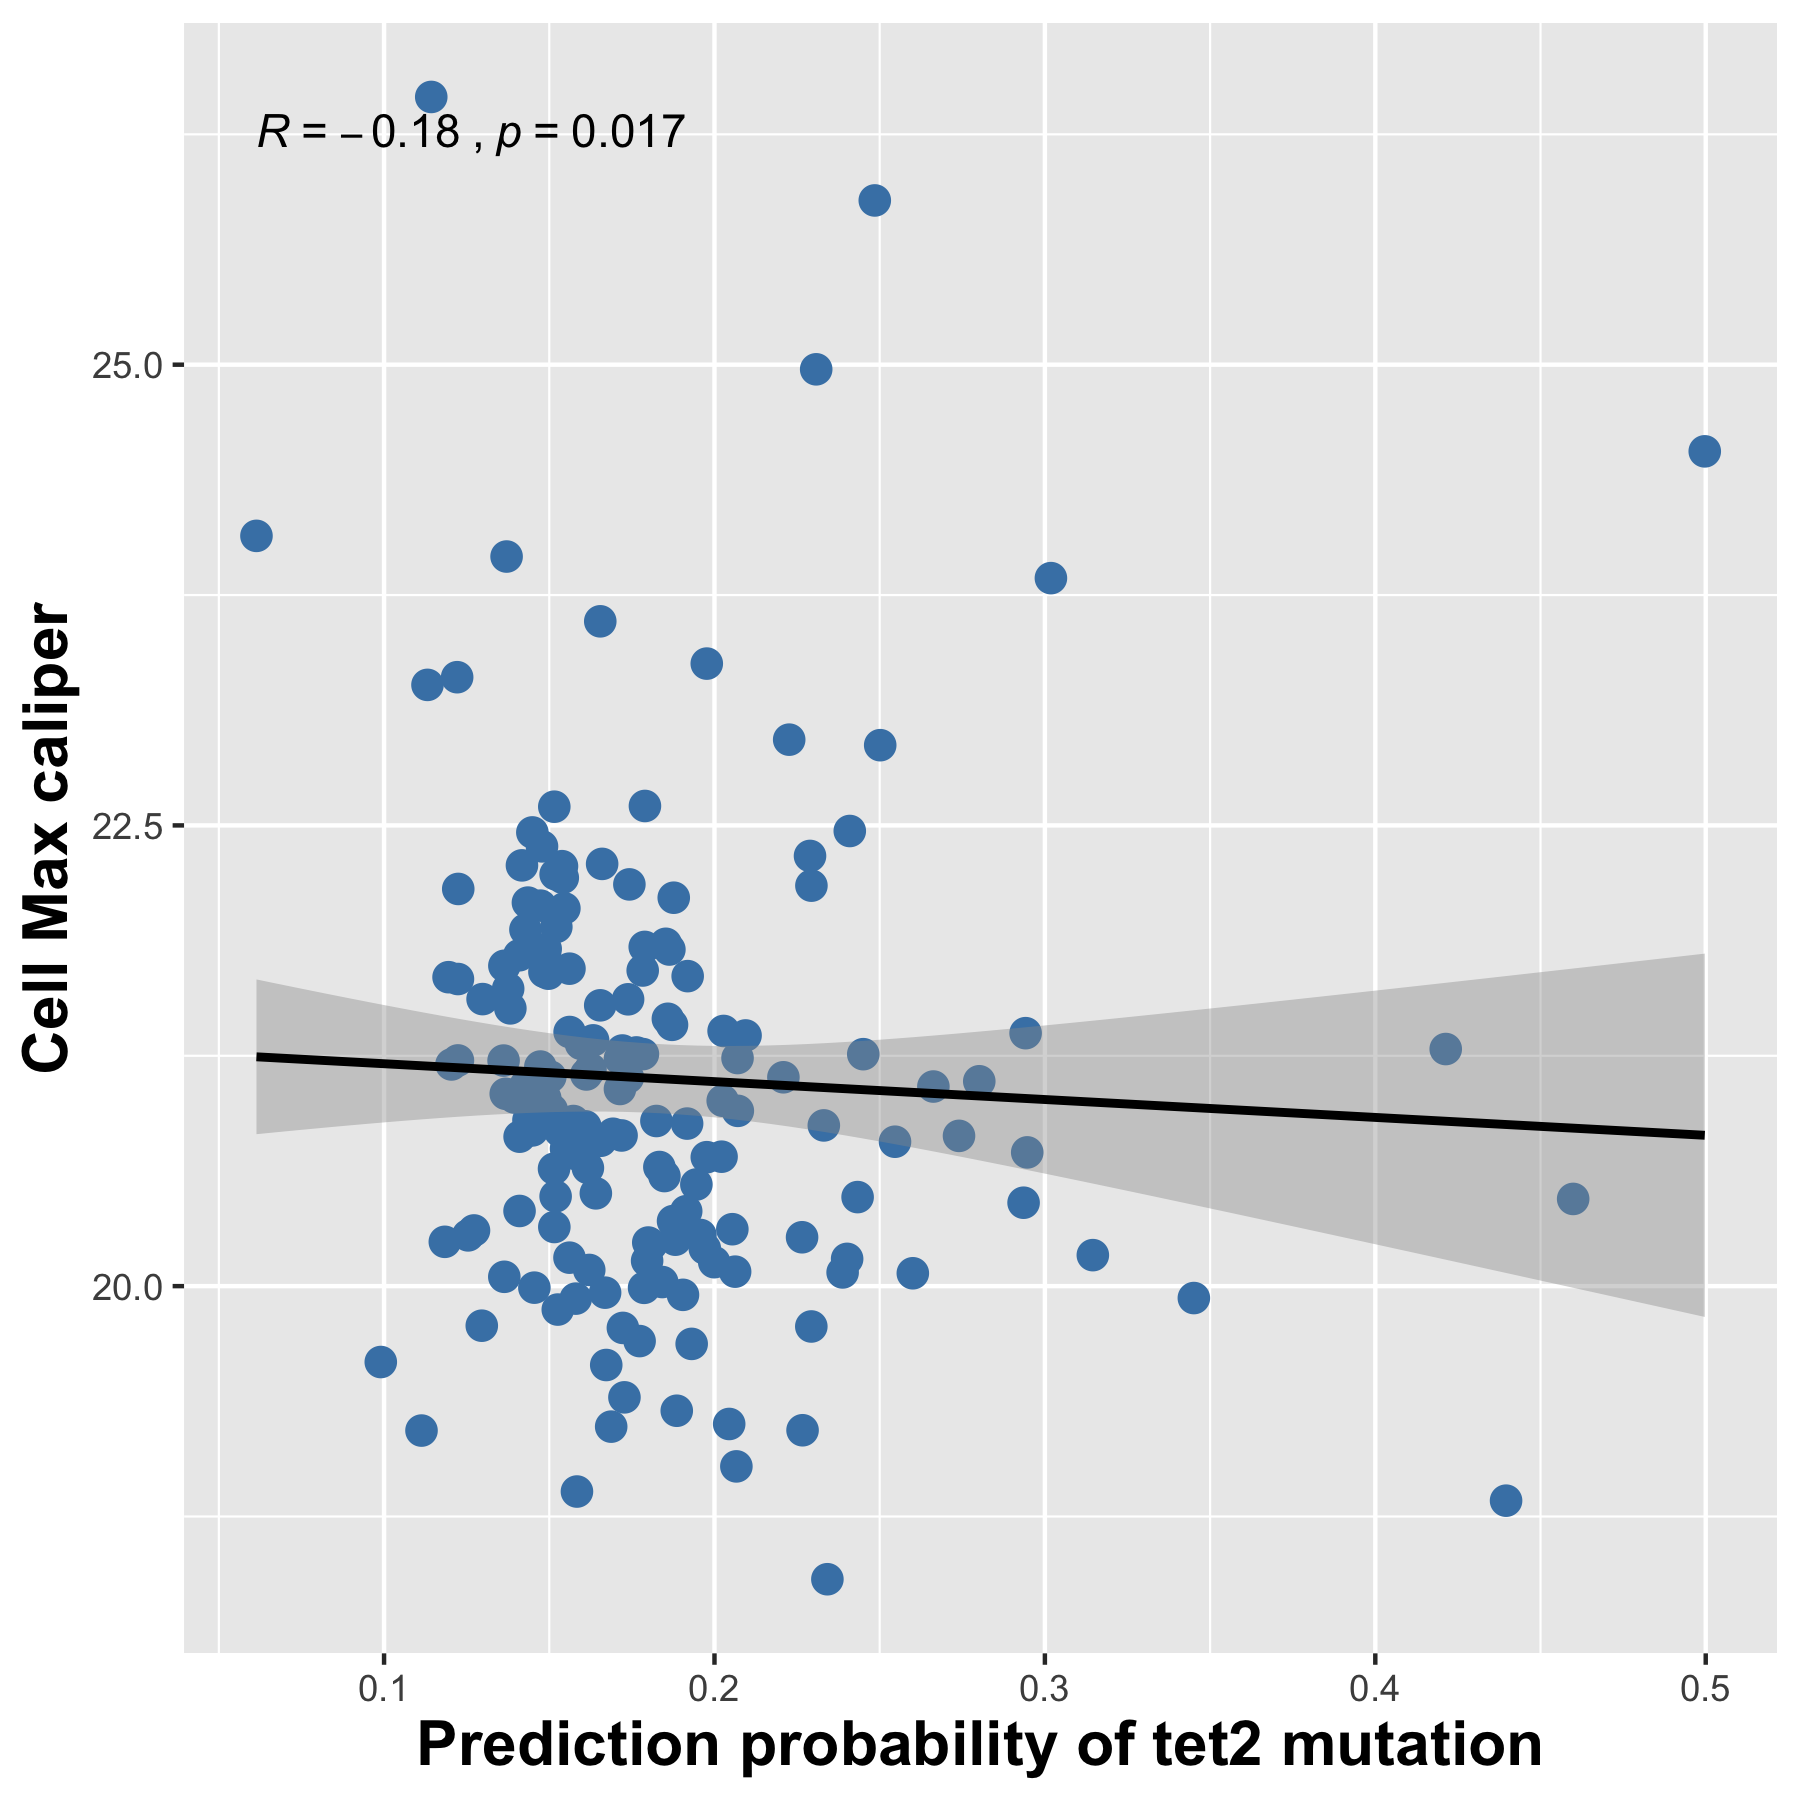 R = −0.18 , p = 0.017
25.0
22.5
20.0
Cell Max caliper
0.1 0.2 0.3 0.4 0.5
Prediction probability of tet2 mutation